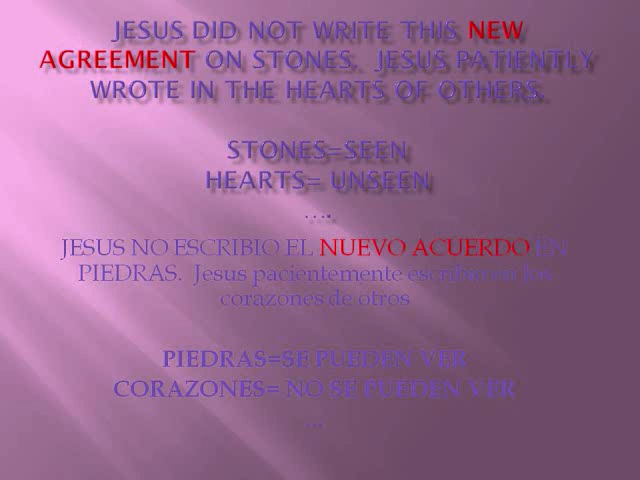 JESUS DID NOT WRITE THIS NEW
AGREEMENT ON STONES. JESUS PATIENTLY
WROTE IN THE HEARTS OF OTHERS.
STONES=SEEN
HEARTS= UNSEEN
….
JESUS NO ESCRIBIO EL NUEVO ACUERDO EN
PIEDRAS. Jesus pacientemente escribio en los
corazones de otros
PIEDRAS=SE PUEDEN VER
CORAZONES= NO SE PUEDEN VER
…